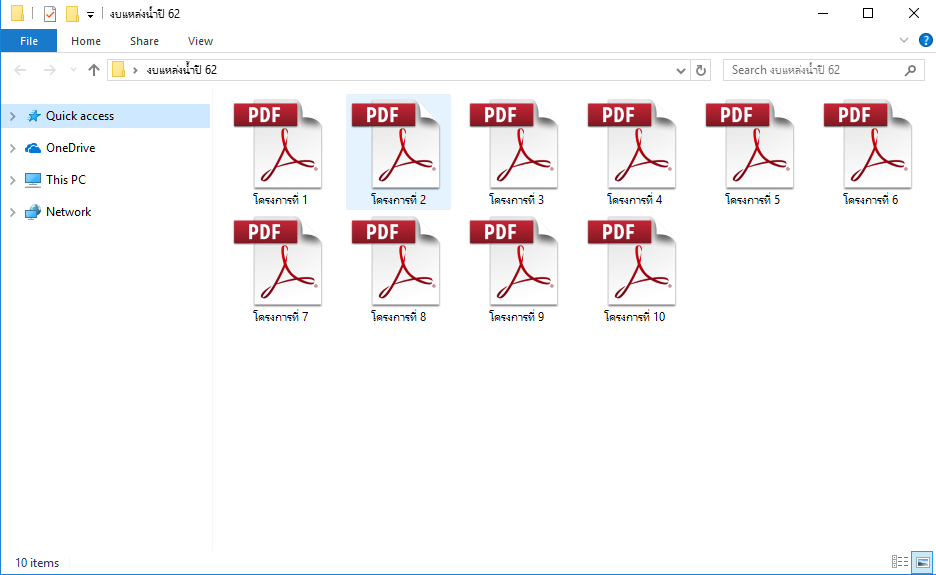 งบแหล่งน้ำปี 62
File Home Share View
งบแหล่งน้ำปี 62
Search งบแหล่งน้ำปี 62
Quick access
OneDrive
This PC
Network
PDF PDF PDF PDF PDF PDF
โครงการที่ 1 โครงการที่ 2 โครงการที่ 3 โครงการที่ 4 โครงการที่ 5 โครงการที่ 6
PDF PDF PDF PDF
โครงการที่ 7 โครงการที่ 8 โครงการที่ 9 โครงการที่ 10
10 items